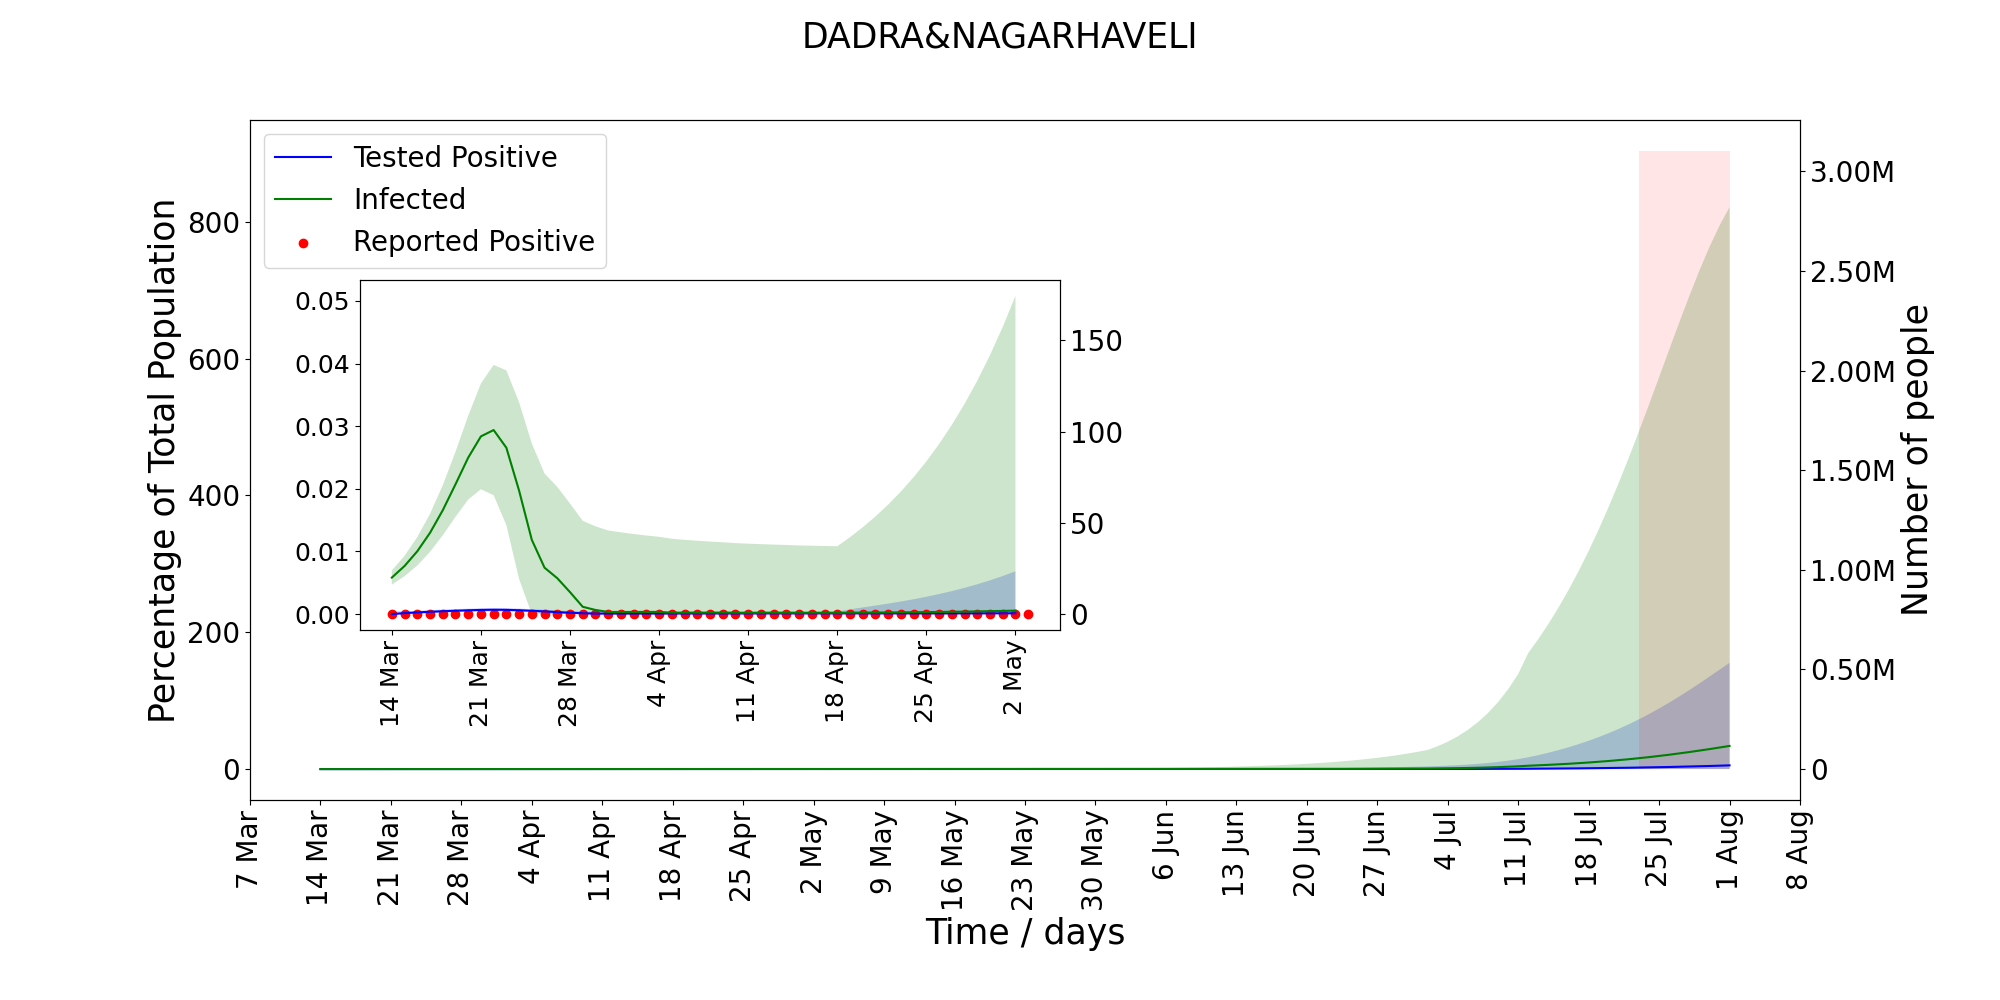 DADRA&NAGARHAVELI
Tested Positive
Infected
Reported Positive
Percentage of Total Population
800
600
400
200
0
0.05
0.04
0.03
0.02
0.01
0.00
150
100
50
0
14 Mar
21 Mar
28 Mar
4 Apr
11 Apr
18 Apr
25 Apr
2 May
3.00M
2.50M
2.00M
1.50M
1.00M
0.50M
0
Number of people
7 Mar
14 Mar
21 Mar
28 Mar
4 Apr
11 Apr
18 Apr
25 Apr
2 May
9 May
16 May
23 May
30 May
6 Jun
13 Jun
20 Jun
27 Jun
4 Jul
11 Jul
18 Jul
25 Jul
1 Aug
8 Aug
Time / days